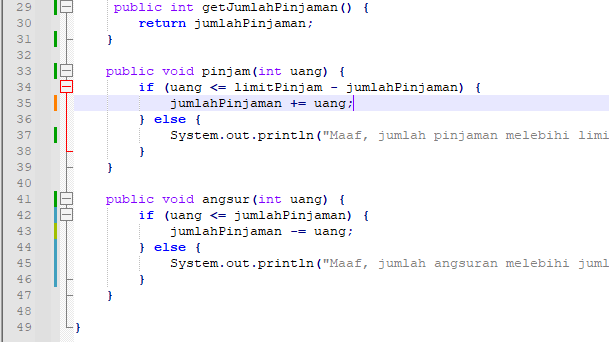 29 public int getJumlahPinjaman() {
30 return jumlahPinjaman;
31 }
32
33 public void pinjam(int uang) {
34 if (uang <= limitPinjam - jumlahPinjaman) {
35 jumlahPinjaman += uang;
36 } else {
37 System.out.println("Maaf, jumlah pinjaman melebihi limi
38 }
39 }
40
41 public void angsur(int uang) {
42 if (uang <= jumlahPinjaman) {
43 jumlahPinjaman -= uang;
44 } else {
45 System.out.println("Maaf, jumlah angsuran melebihi juml
46 }
47 }
48
49 }